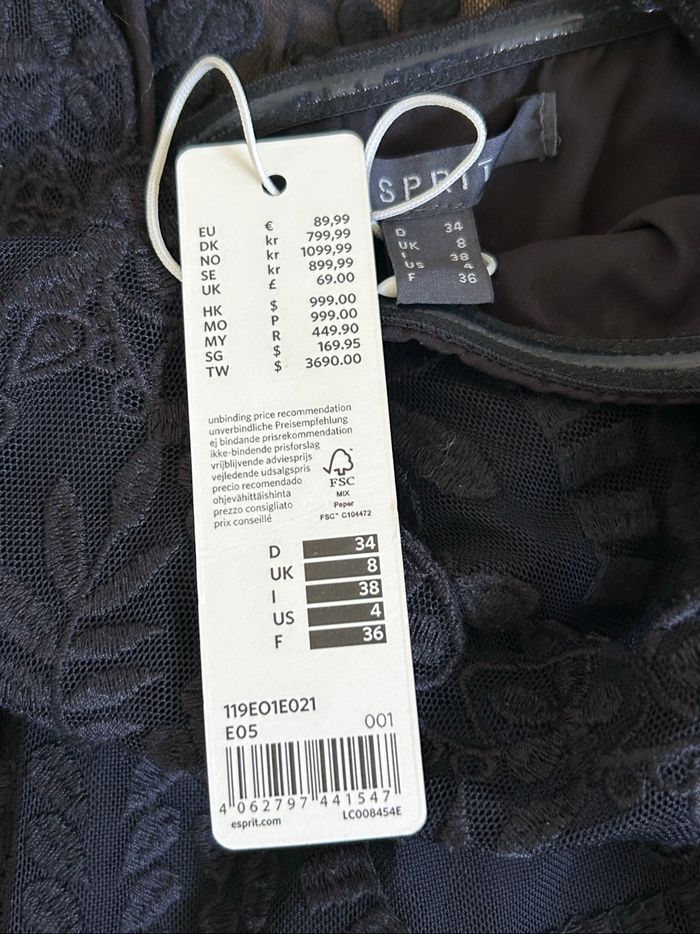 SPRIT
D 34
UK 8
I 38
US 4
F 36
EU € 89,99
DK kr 799,99
NO kr 1099,99
SE kr 899,99
UK £ 69.00
HK $ 999.00
MO P 999.00
MY R 449.90
SG $ 169.95
TW $ 3690.00
unbinding price recommendation
unverbindliche Preisempfehlung
ej bindande prisrekommendation
ikke-bindende prisforslag
vrijblijvende adviesprijs
vejledende udsalgspris
precio recomendado
ohjevähittäishinta
prezzo consigliato
prix conseillé
FSC
MIX
Paper
FSC™ C104472
D 34
UK 8
I 38
US 4
F 36
119EO1E021
E05 001
4 062797 441547
esprit.com LC008454E